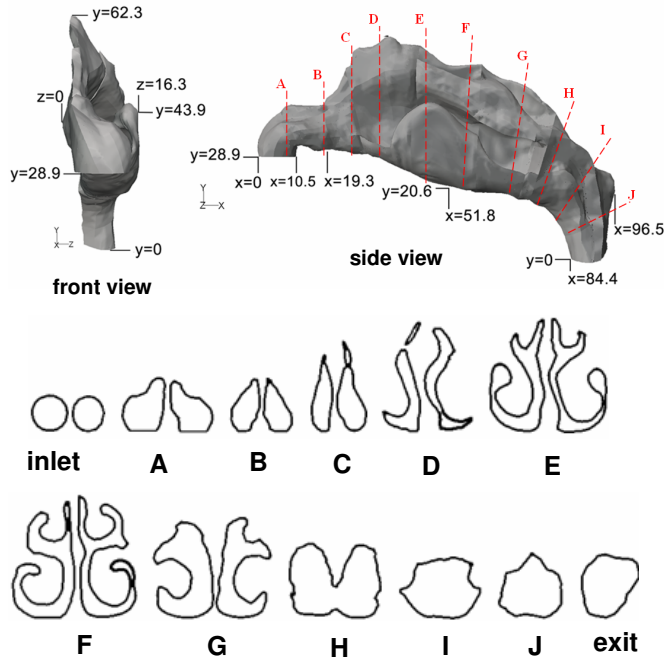 y=62.3
z=0
z=16.3
y=43.9
y=28.9
y=0
Y
X Z
front view
A
B
C
D
E
F
G
H
I
J
y=28.9
x=0
x=10.5
x=19.3
y=20.6
x=51.8
x=96.5
y=0
x=84.4
Y
Z X
side view
inlet A B C D E
F G H I J exit